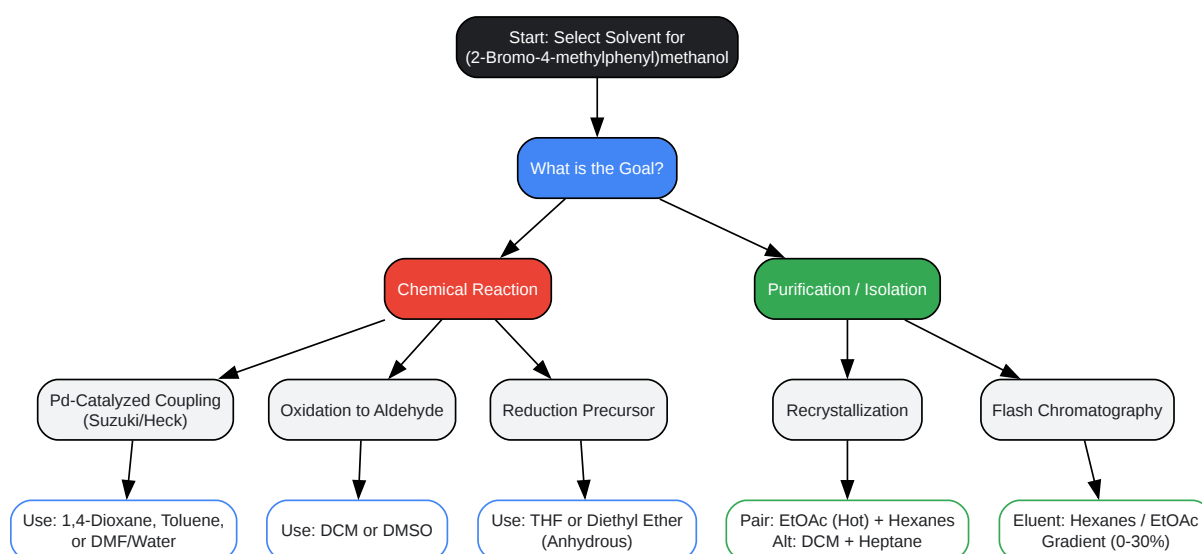 Start: Select Solvent for
(2-Bromo-4-methylphenyl)methanol
What is the Goal?
Chemical Reaction
Purification / Isolation
Pd-Catalyzed Coupling
(Suzuki/Heck)
Oxidation to Aldehyde
Reduction Precursor
Recrystallization
Flash Chromatography
Use: 1,4-Dioxane, Toluene,
or DMF/Water
Use: DCM or DMSO
Use: THF or Diethyl Ether
(Anhydrous)
Pair: EtOAc (Hot) + Hexanes
Alt: DCM + Heptane
Eluent: Hexanes / EtOAc
Gradient (0-30%)